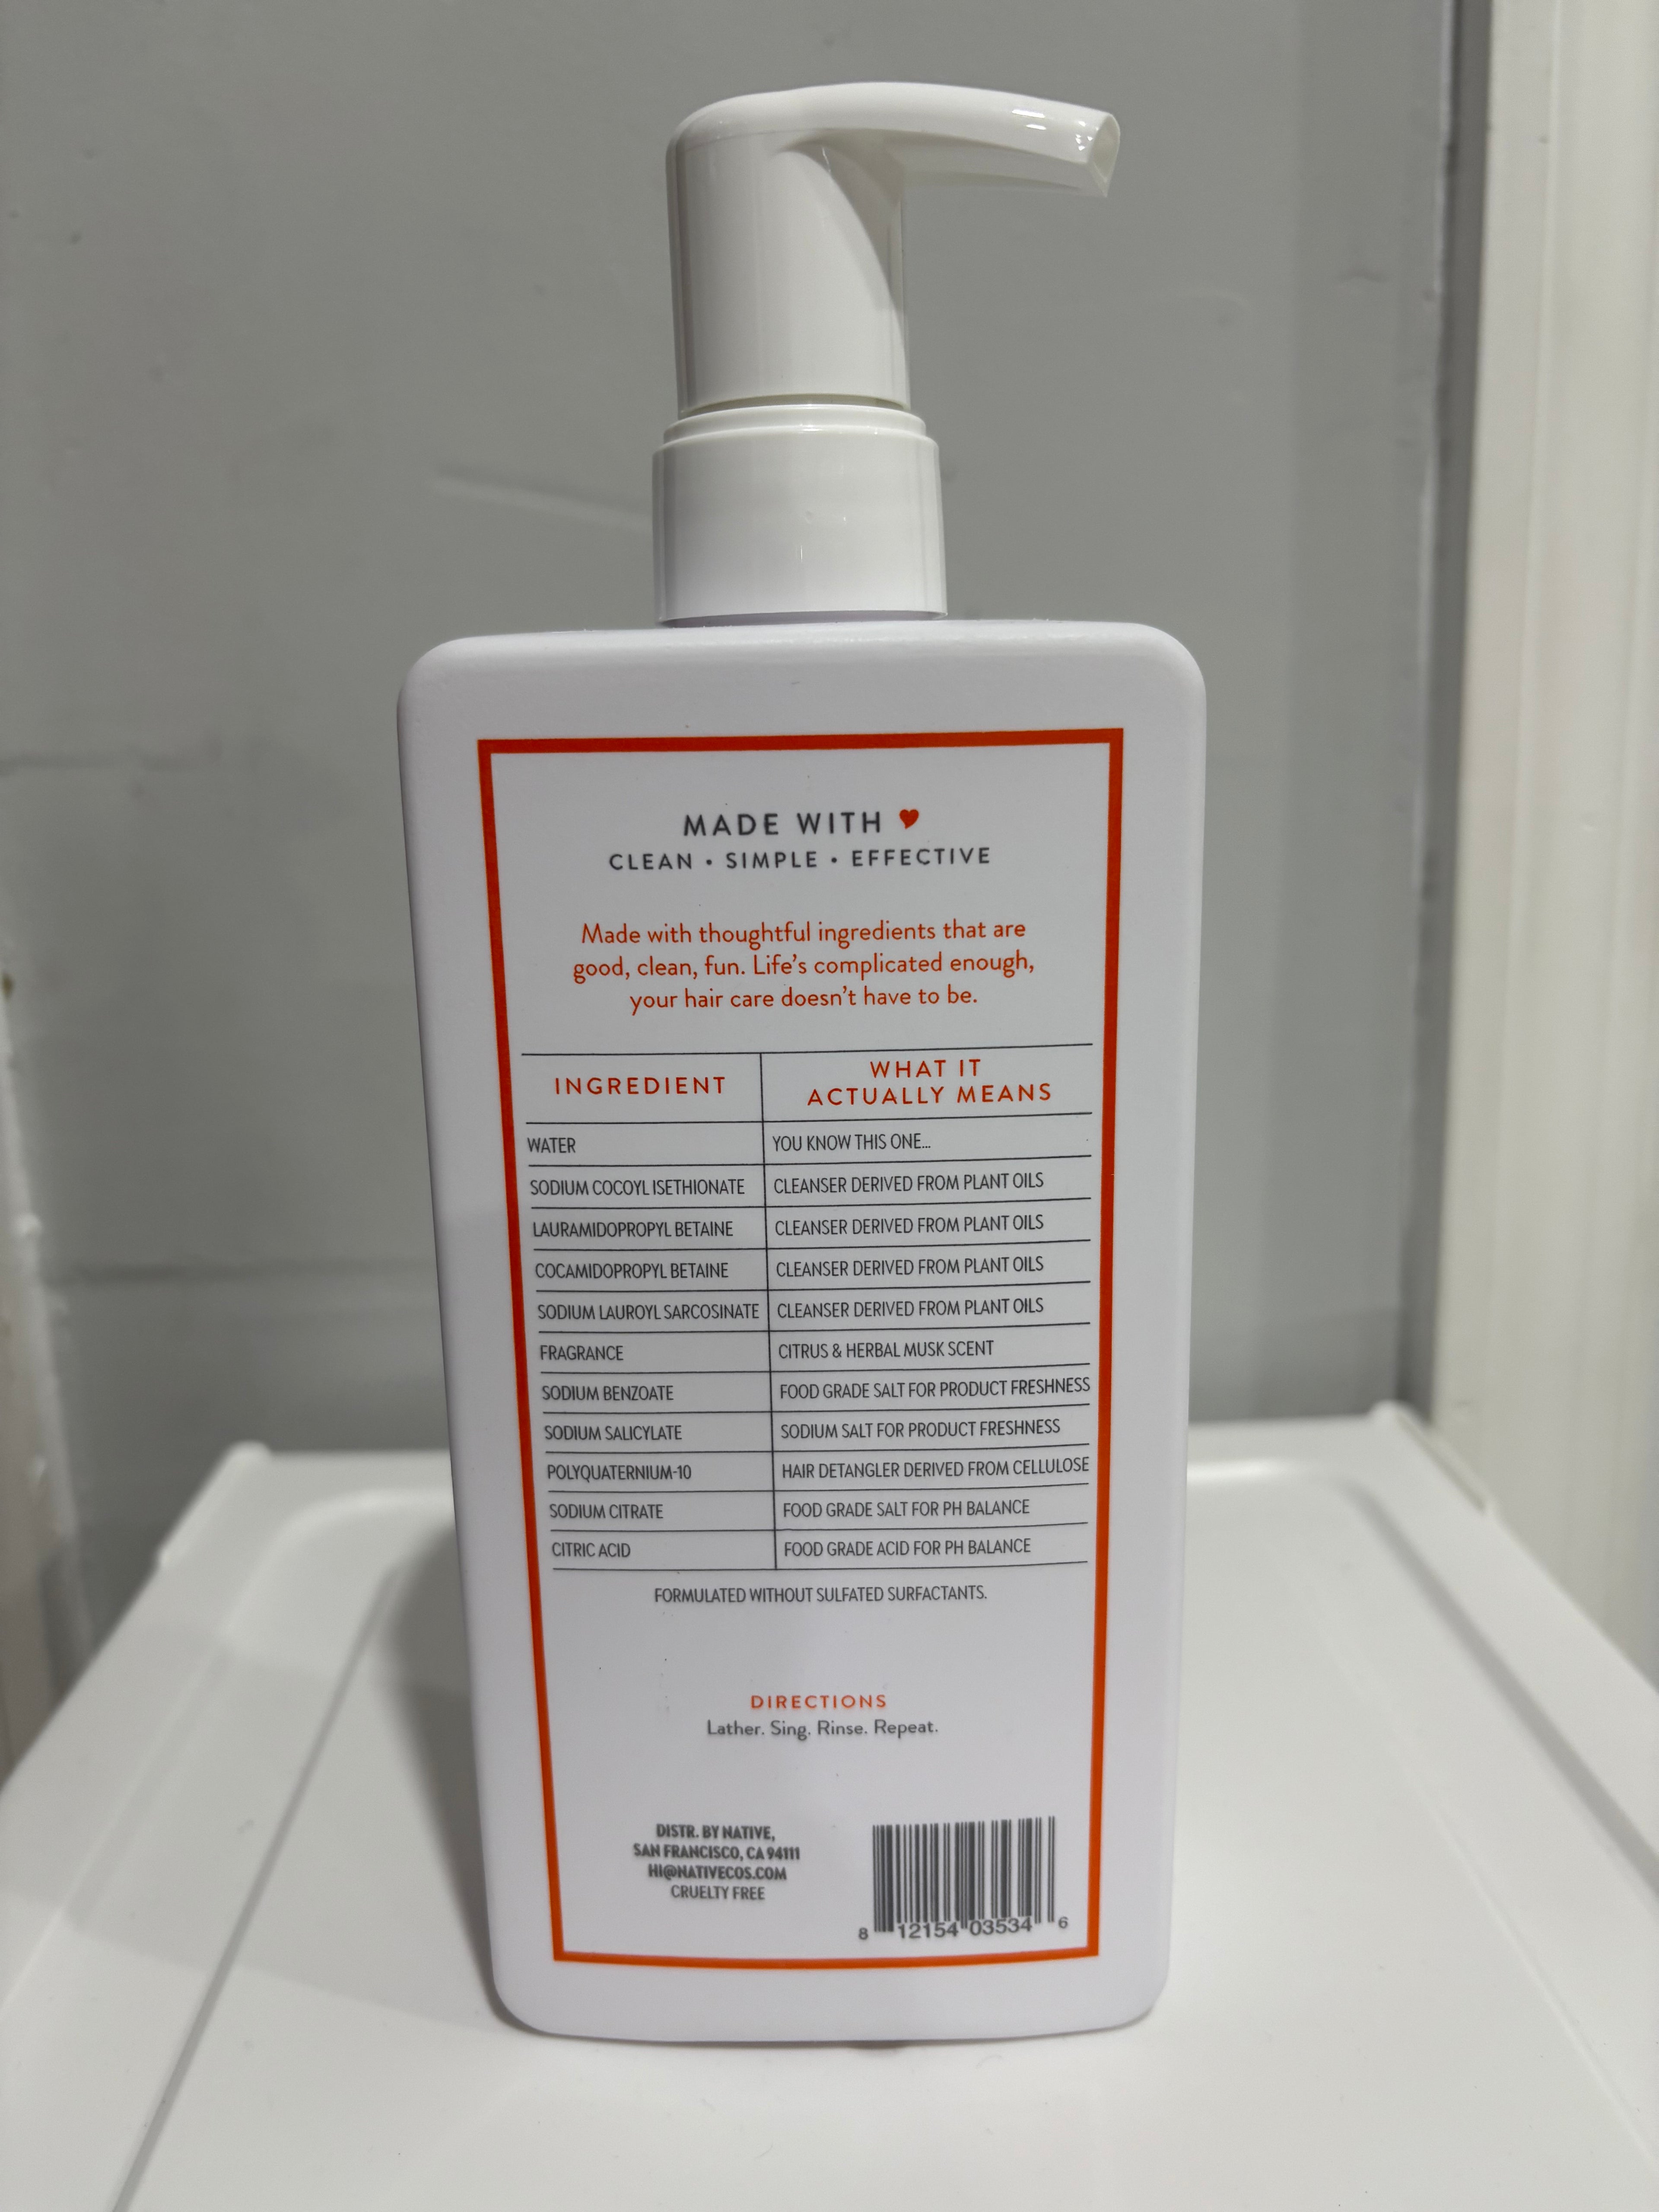 MADE WITH ♥
CLEAN • SIMPLE • EFFECTIVE
Made with thoughtful ingredients that are
good, clean, fun. Life's complicated enough,
your hair care doesn't have to be.
INGREDIENT WHAT IT ACTUALLY MEANS
WATER YOU KNOW THIS ONE...
SODIUM COCOYL ISETHIONATE CLEANSER DERIVED FROM PLANT OILS
LAURAMIDOPROPYL BETAINE CLEANSER DERIVED FROM PLANT OILS
COCAMIDOPROPYL BETAINE CLEANSER DERIVED FROM PLANT OILS
SODIUM LAUROYL SARCOSINATE CLEANSER DERIVED FROM PLANT OILS
FRAGRANCE CITRUS & HERBAL MUSK SCENT
SODIUM BENZOATE FOOD GRADE SALT FOR PRODUCT FRESHNESS
SODIUM SALICYLATE SODIUM SALT FOR PRODUCT FRESHNESS
POLYQUATERNIUM-10 HAIR DETANGLER DERIVED FROM CELLULOSE
SODIUM CITRATE FOOD GRADE SALT FOR PH BALANCE
CITRIC ACID FOOD GRADE ACID FOR PH BALANCE
FORMULATED WITHOUT SULFATED SURFACTANTS.
DIRECTIONS
Lather. Sing. Rinse. Repeat.
DISTR. BY NATIVE,
SAN FRANCISCO, CA 94111
HI@NATIVECOS.COM
CRUELTY FREE
8 12154 03534 6